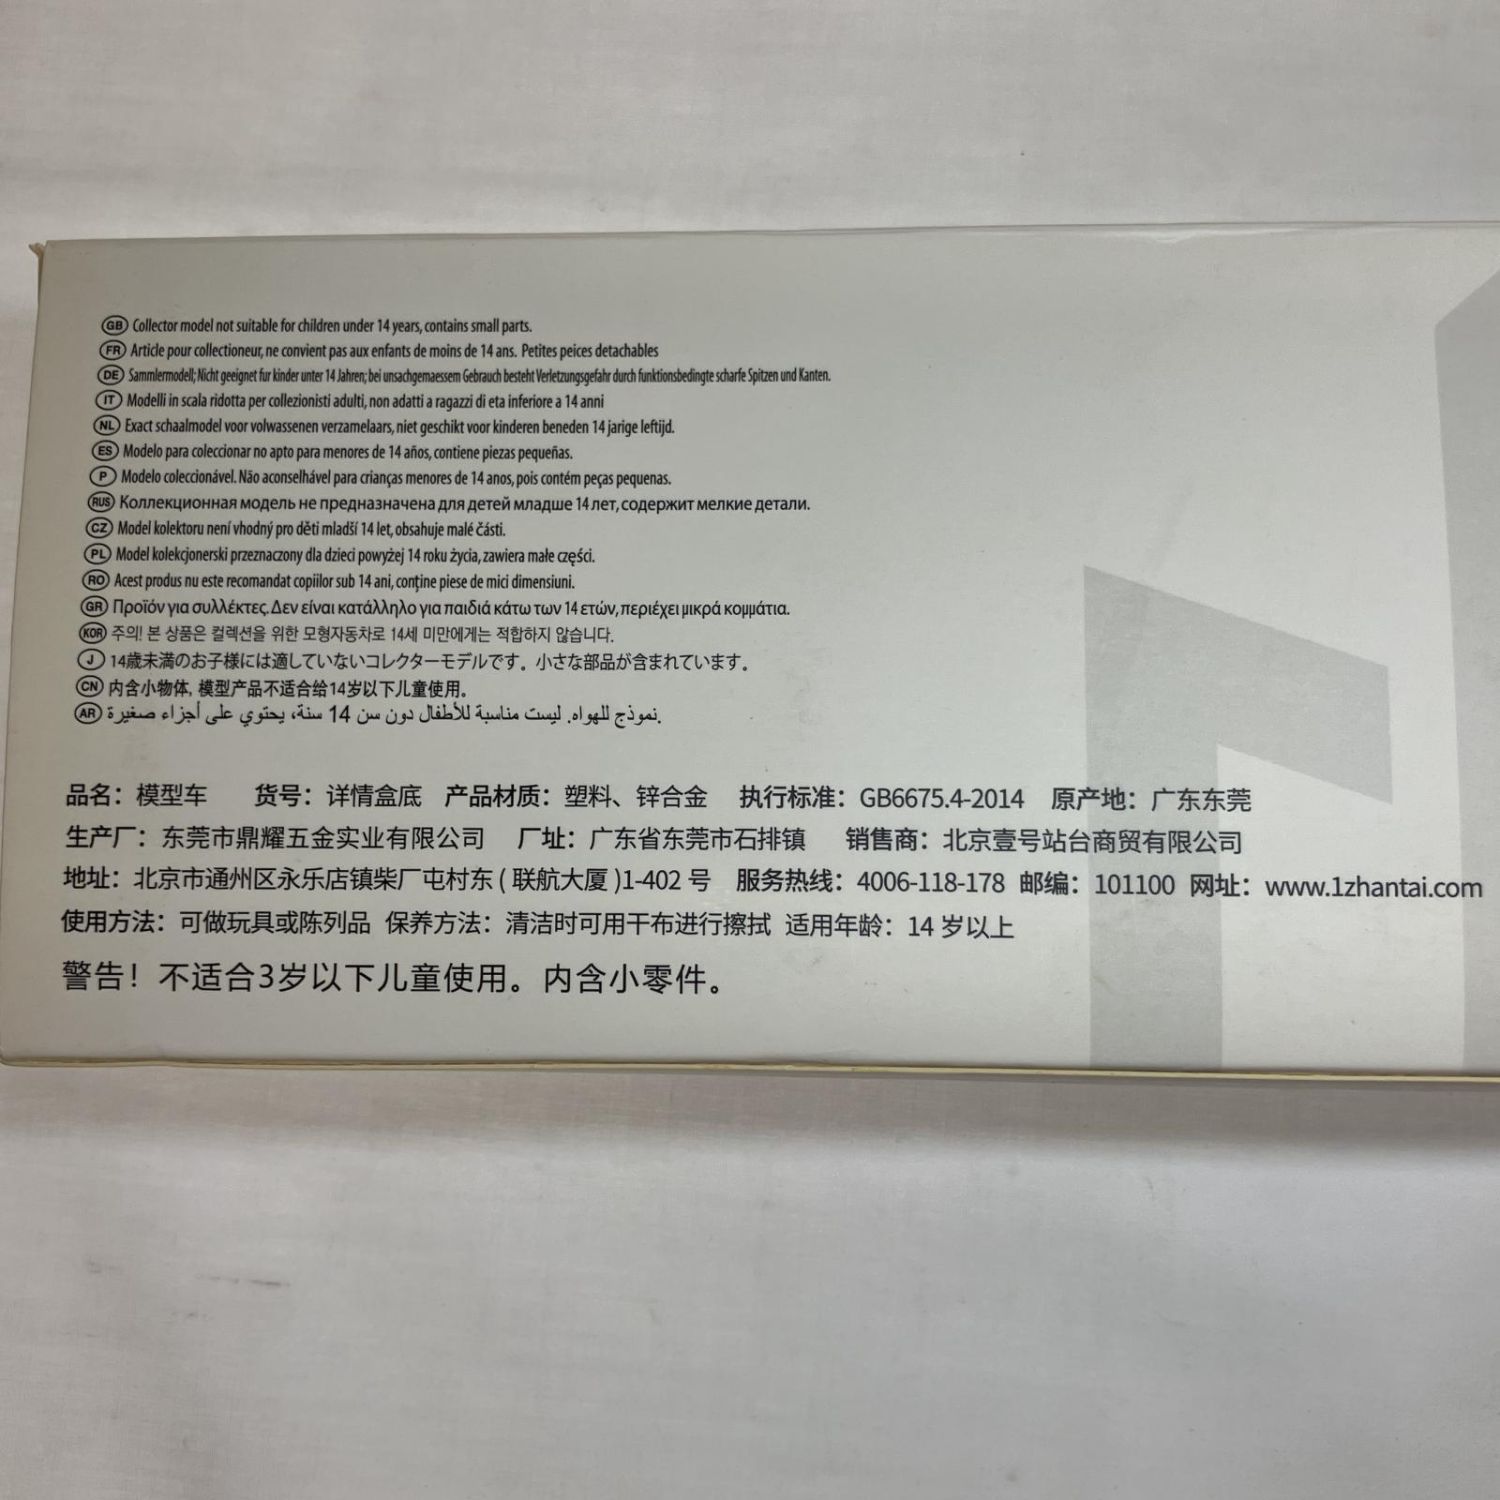 GB Collector model not suitable for children under 14 years, contains small parts.
FR Article pour collectioneur, ne convient pas aux enfants de moins de 14 ans. Petites peices detachables
DE Sammlermodell; Nicht geeignet fur kinder unter 14 Jahren; bei unsachgemaessem Gebrauch besteht Verletzungsgefahr durch funktionsbedingte scharfe Spitzen und Kanten.
IT Modelli in scala ridotta per collezionisti adulti, non adatti a ragazzi di eta inferiore a 14 anni
NL Exact schaalmodel voor volwassenen verzamelaars, niet geschikt voor kinderen beneden 14 jarige leftijd.
ES Modelo para coleccionar no apto para menores de 14 años, contiene piezas pequeñas.
P Modelo coleccionável. Não aconselhável para crianças menores de 14 anos, pois contém peças pequenas.
RUS Коллекционная модель не предназначена для детей младше 14 лет, содержит мелкие детали.
CZ Model kolektoru není vhodný pro děti mladší 14 let, obsahuje malé části.
PL Model kolekcjonerski przeznaczony dla dzieci powyżej 14 roku życia, zawiera małe części.
RO Acest produs nu este recomandat copiilor sub 14 ani, conține piese de mici dimensiuni.
GR Προϊόν για συλλέκτες. Δεν είναι κατάλληλο για παιδιά κάτω των 14 ετών, περιέχει μικρά κομμάτια.
KOR 주의! 본 상품은 컬렉션을 위한 모형자동차로 14세 미만에게는 적합하지 않습니다.
J 14歳未満のお子様には適していないコレクターモデルです。小さな部品が含まれています。
CN 内含小物体, 模型产品不适合给14岁以下儿童使用。
AR نموذج للهواه. ليست مناسبة للأطفال دون سن 14 سنة، يحتوي على أجزاء صغيرة.
品名：模型车 货号：详情盒底 产品材质：塑料、锌合金 执行标准：GB6675.4-2014 原产地：广东东莞
生产厂：东莞市鼎耀五金实业有限公司 厂址：广东省东莞市石排镇 销售商：北京壹号站台商贸有限公司
地址：北京市通州区永乐店镇柴厂屯村东 ( 联航大厦 )1-402 号 服务热线：4006-118-178 邮编：101100 网址：www.1zhantai.com
使用方法：可做玩具或陈列品 保养方法：清洁时可用干布进行擦拭 适用年龄：14 岁以上
警告！不适合3岁以下儿童使用。内含小零件。